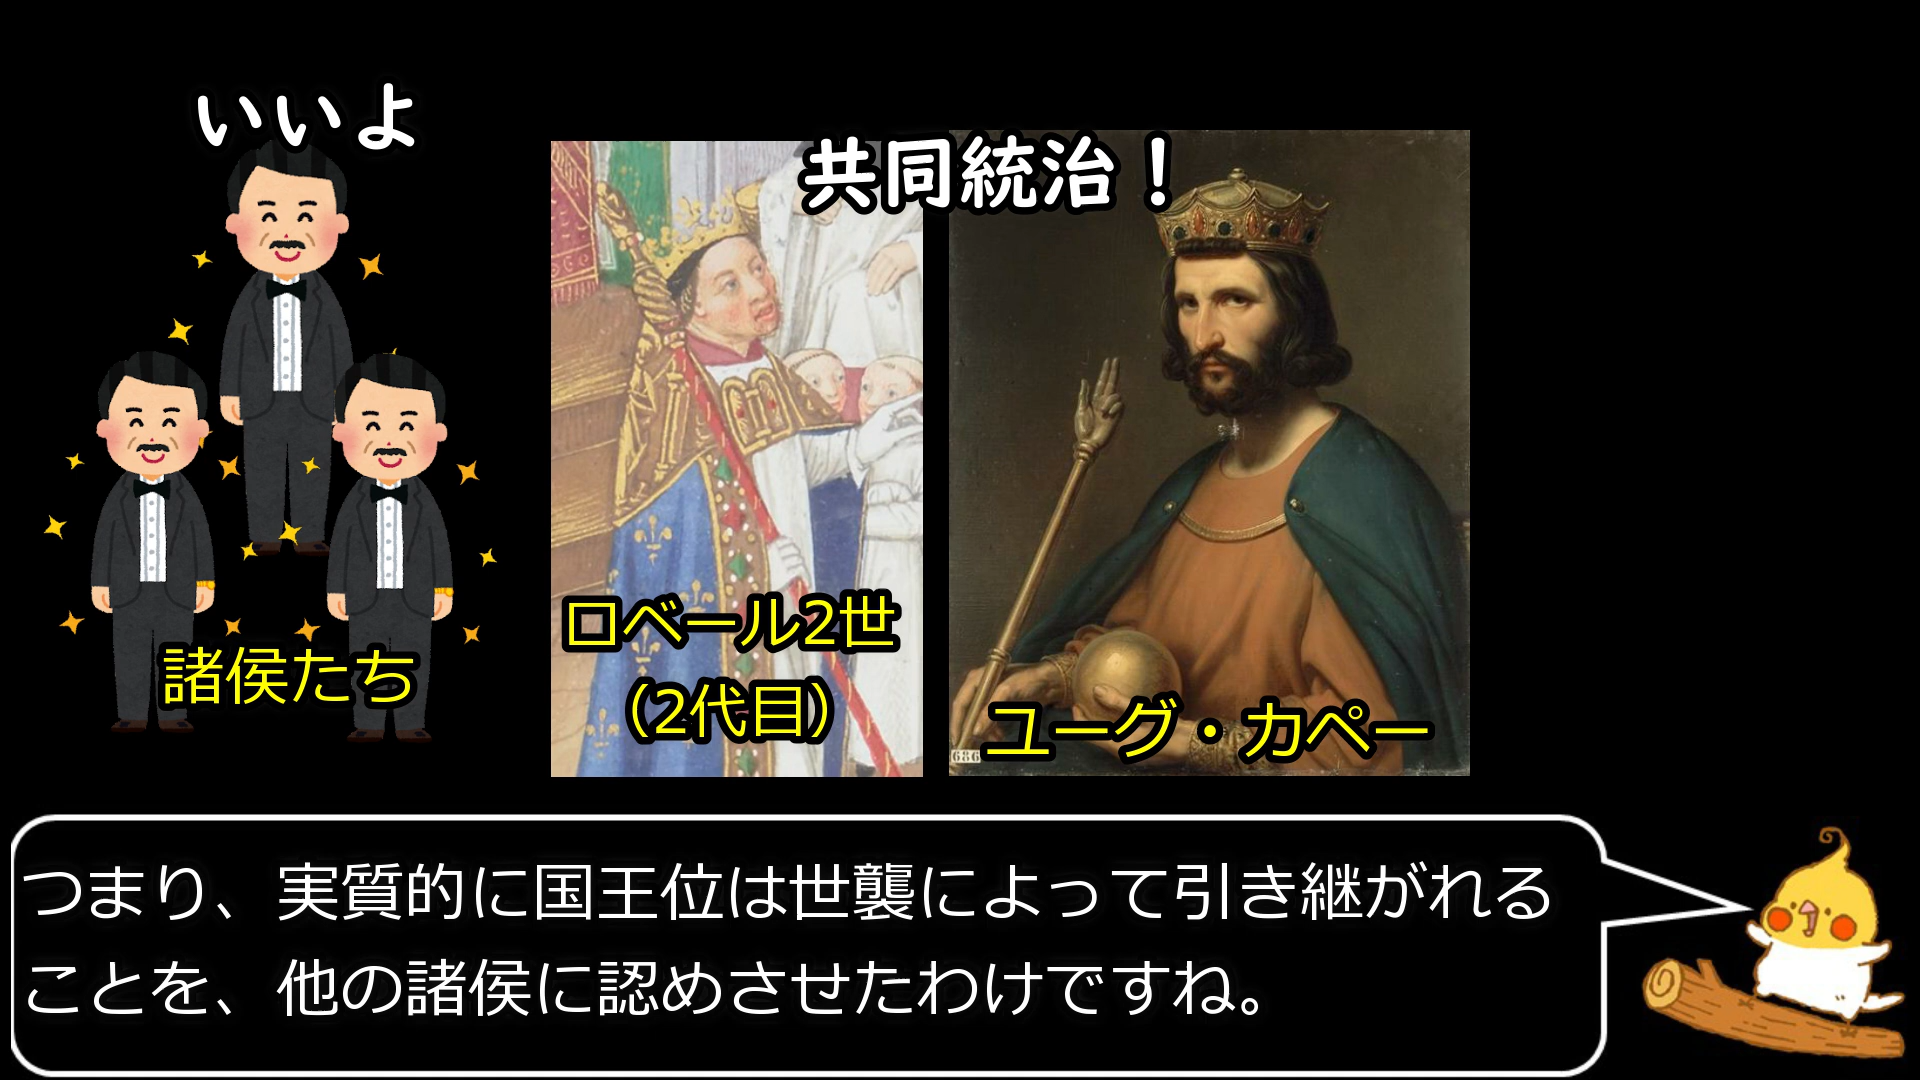 いいよ
共同統治！
ロベール2世
（2代目）
諸侯たち
ユーグ・カペー
686
つまり、実質的に国王位は世襲によって引き継がれる
ことを、他の諸侯に認めさせたわけですね。